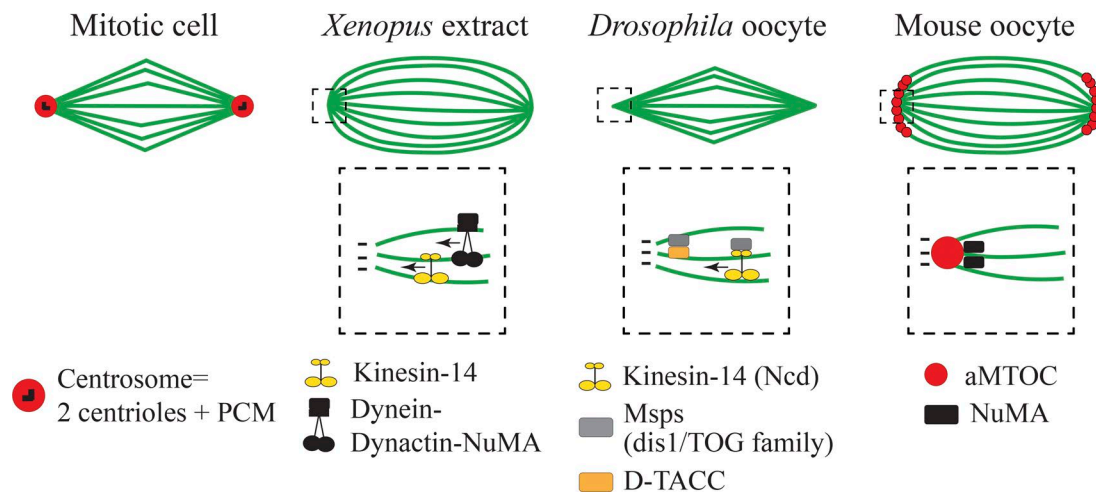 Mitotic cell
Xenopus extract
Drosophila oocyte
Mouse oocyte
Centrosome=
2 centrioles + PCM
Kinesin-14
Dynein-
Dynactin-NuMA
Kinesin-14 (Ncd)
Msps
(dis1/TOG family)
D-TACC
aMTOC
NuMA